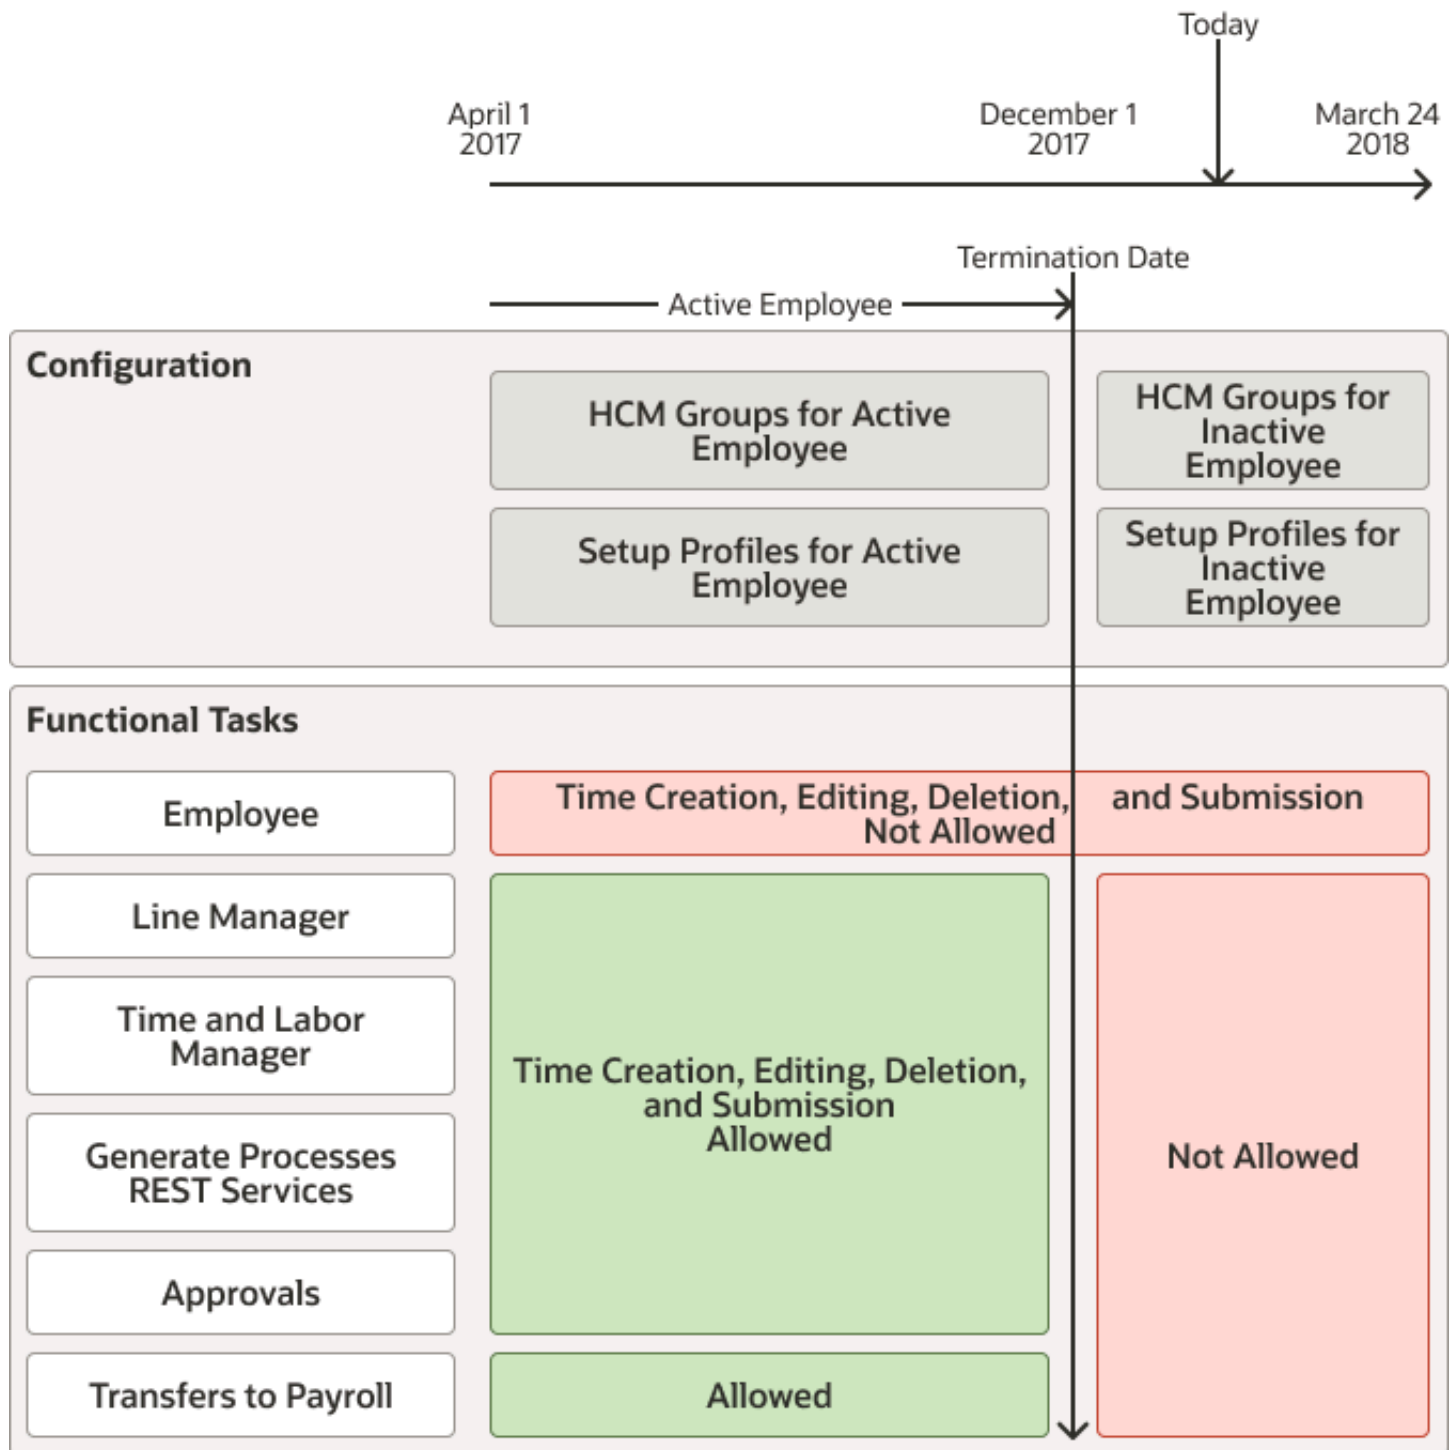 Today
April 1
2017
December 1
2017
March 24
2018
Termination Date
Active Employee
Configuration
HCM Groups for Active
Employee
HCM Groups for
Inactive
Employee
Setup Profiles for Active
Employee
Setup Profiles for
Inactive
Employee
Functional Tasks
Employee
Time Creation, Editing, Deletion, and Submission
Not Allowed
Line Manager
Time and Labor
Manager
Generate Processes
REST Services
Approvals
Time Creation, Editing, Deletion,
and Submission
Allowed
Not Allowed
Transfers to Payroll
Allowed